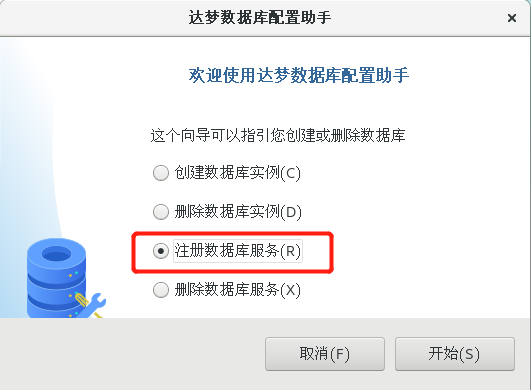 达梦数据库配置助手
×
欢迎使用达梦数据库配置助手
这个向导可以指引您创建或删除数据库
创建数据库实例(C)
删除数据库实例(D)
注册数据库服务(R)
删除数据库服务(X)
取消(F) 开始(S)